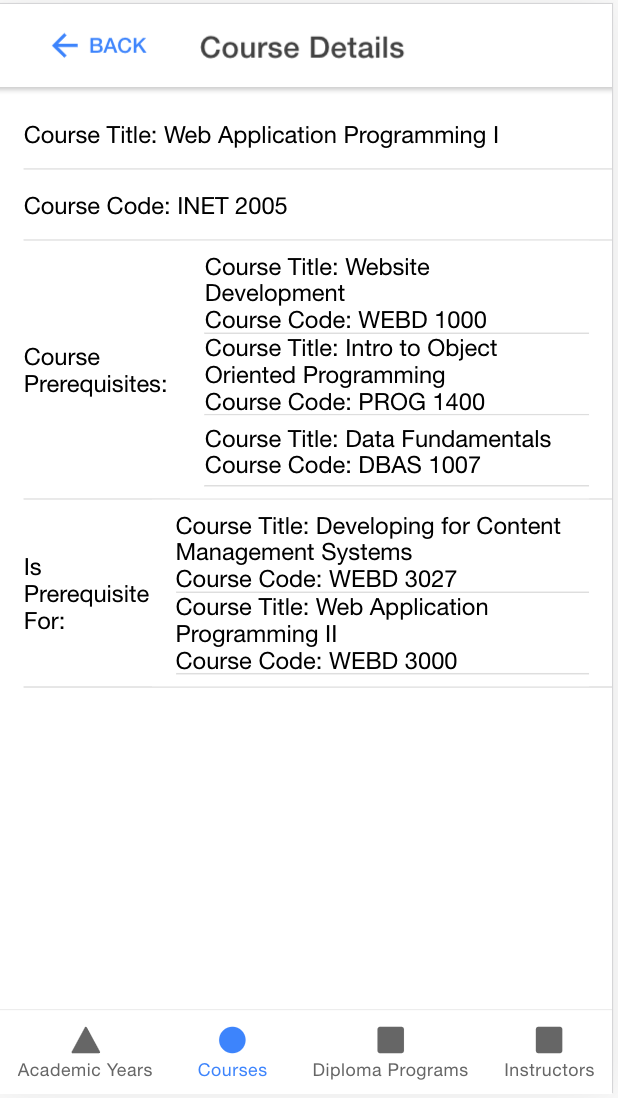 BACK
Course Details
Course Title: Web Application Programming I
Course Code: INET 2005
Course
Prerequisites:
Course Title: Website
Development
Course Code: WEBD 1000
Course Title: Intro to Object
Oriented Programming
Course Code: PROG 1400
Course Title: Data Fundamentals
Course Code: DBAS 1007
Is
Prerequisite
For:
Course Title: Developing for Content
Management Systems
Course Code: WEBD 3027
Course Title: Web Application
Programming II
Course Code: WEBD 3000
Academic Years
Courses
Diploma Programs
Instructors